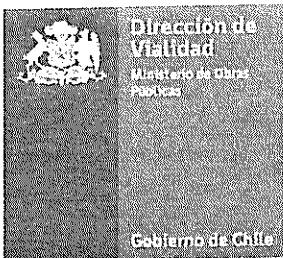 Dirección de
Vialidad
Ministerio de Obras
Públicas
Gobierno de Chile